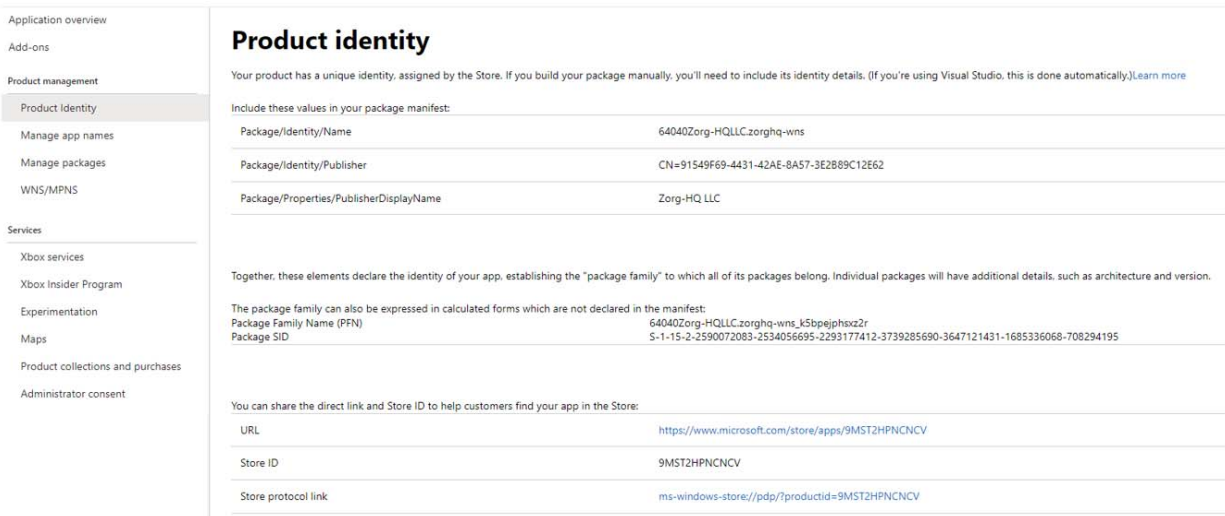 Application overview
Add-ons
Product management
Product Identity
Manage app names
Manage packages
WNS/MPNS
Services
Xbox services
Xbox Insider Program
Experimentation
Maps
Product collections and purchases
Administrator consent
Product identity
Your product has a unique identity, assigned by the Store. If you build your package manually, you'll need to include its identity details. (If you're using Visual Studio, this is done automatically.)Learn more
Include these values in your package manifest:
Package/Identity/Name 64040Zorg-HQLLC.zorghq-wns
Package/Identity/Publisher CN=91549F69-4431-42AE-8A57-3E2B89C12E62
Package/Properties/PublisherDisplayName Zorg-HQ LLC
Together, these elements declare the identity of your app, establishing the "package family" to which all of its packages belong. Individual packages will have additional details, such as architecture and version.
The package family can also be expressed in calculated forms which are not declared in the manifest:
Package Family Name (PFN) 64040Zorg-HQLLC.zorghq-wns_k5bpejphsxz2r
Package SID S-1-15-2-2590072083-2534056695-2293177412-3739285690-3647121431-1685336068-708294195
You can share the direct link and Store ID to help customers find your app in the Store:
URL https://www.microsoft.com/store/apps/9MST2HPNCNCV
Store ID 9MST2HPNCNCV
Store protocol link ms-windows-store://pdp/?productid=9MST2HPNCNCV